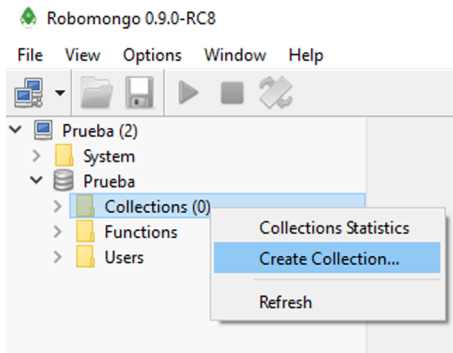 Robomongo 0.9.0-RC8
File View Options Window Help
Prueba (2)
System
Prueba
Collections (0)
Functions
Users
Collections Statistics
Create Collection...
Refresh